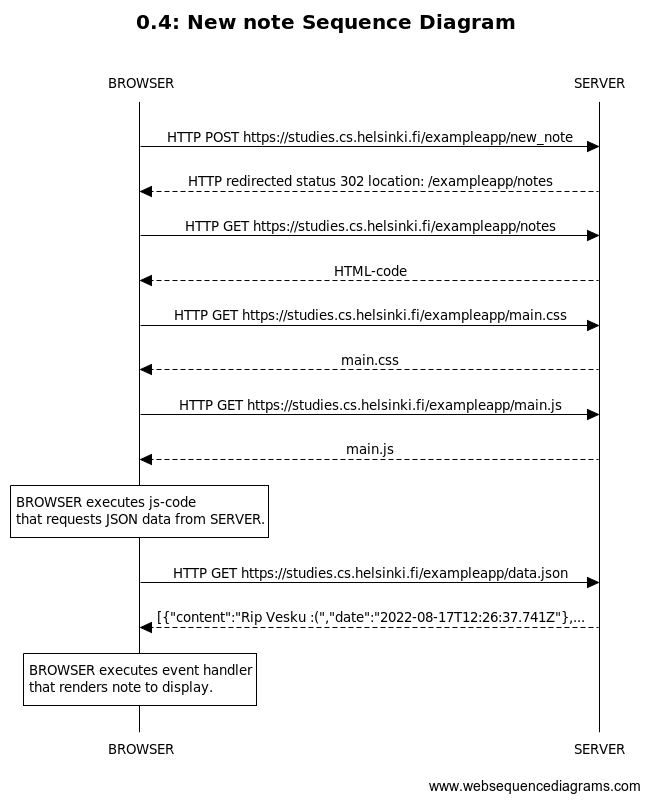 0.4: New note Sequence Diagram
BROWSER
SERVER
HTTP POST https://studies.cs.helsinki.fi/exampleapp/new_note
HTTP redirected status 302 location: /exampleapp/notes
HTTP GET https://studies.cs.helsinki.fi/exampleapp/notes
HTML-code
HTTP GET https://studies.cs.helsinki.fi/exampleapp/main.css
main.css
HTTP GET https://studies.cs.helsinki.fi/exampleapp/main.js
main.js
BROWSER executes js-code
that requests JSON data from SERVER.
HTTP GET https://studies.cs.helsinki.fi/exampleapp/data.json
[{"content":"Rip Vesku :(","date":"2022-08-17T12:26:37.741Z"},...
BROWSER executes event handler
that renders note to display.
BROWSER
SERVER
www.websequencediagrams.com